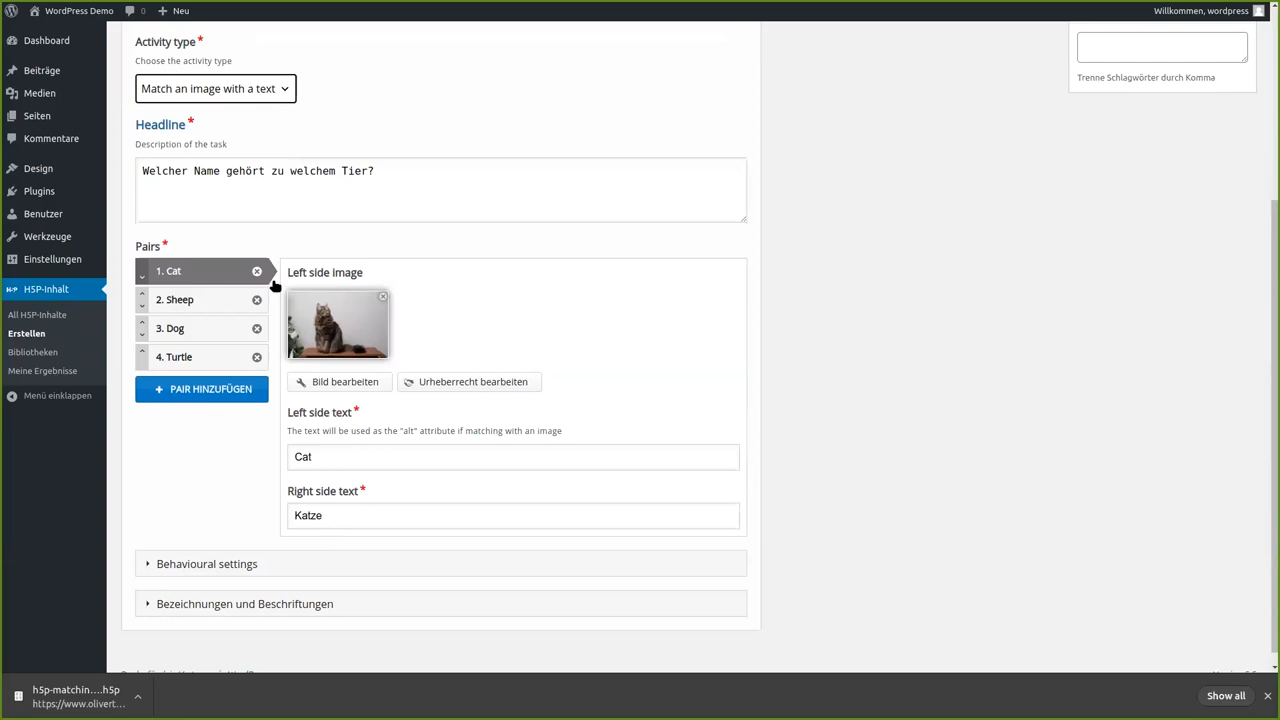 WordPress Demo
0
Neu
Willkommen, wordpress
Dashboard
Beiträge
Medien
Seiten
Kommentare
Design
Plugins
Benutzer
Werkzeuge
Einstellungen
H5P H5P-Inhalt
All H5P-Inhalte
Erstellen
Bibliotheken
Meine Ergebnisse
Menü einklappen
Activity type*
Choose the activity type
Match an image with a text
Headline*
Description of the task
Welcher Name gehört zu welchem Tier?
Pairs*
1. Cat
2. Sheep
3. Dog
4. Turtle
+ PAIR HINZUFÜGEN
Left side image
Bild bearbeiten
Urheberrecht bearbeiten
Left side text*
The text will be used as the "alt" attribute if matching with an image
Cat
Right side text*
Katze
Behavioural settings
Bezeichnungen und Beschriftungen
Trenne Schlagwörter durch Komma
h5p-matchin....h5p
https://www.olivert...
Show all